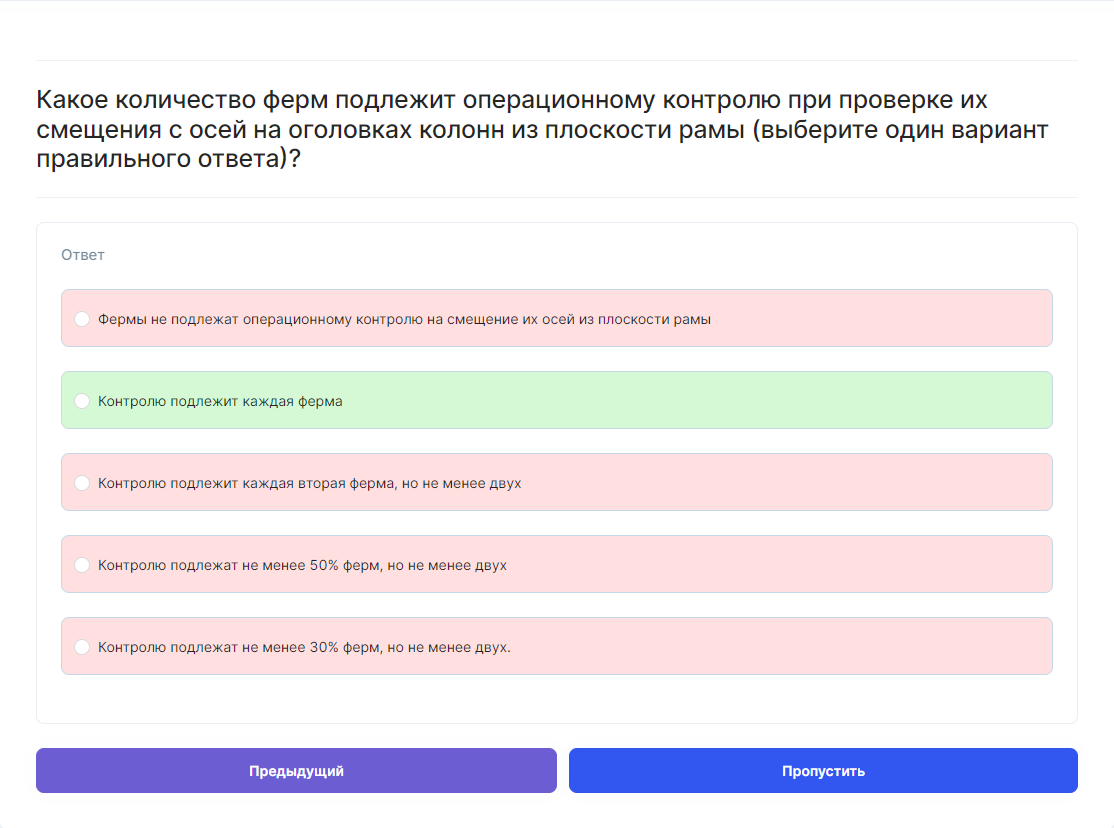 Какое количество ферм подлежит операционному контролю при проверке их
смещения с осей на оголовках колонн из плоскости рамы (выберите один вариант
правильного ответа)?
Ответ
Фермы не подлежат операционному контролю на смещение их осей из плоскости рамы
Контролю подлежит каждая ферма
Контролю подлежит каждая вторая ферма, но не менее двух
Контролю подлежат не менее 50% ферм, но не менее двух
Контролю подлежат не менее 30% ферм, но не менее двух.
Предыдущий
Пропустить